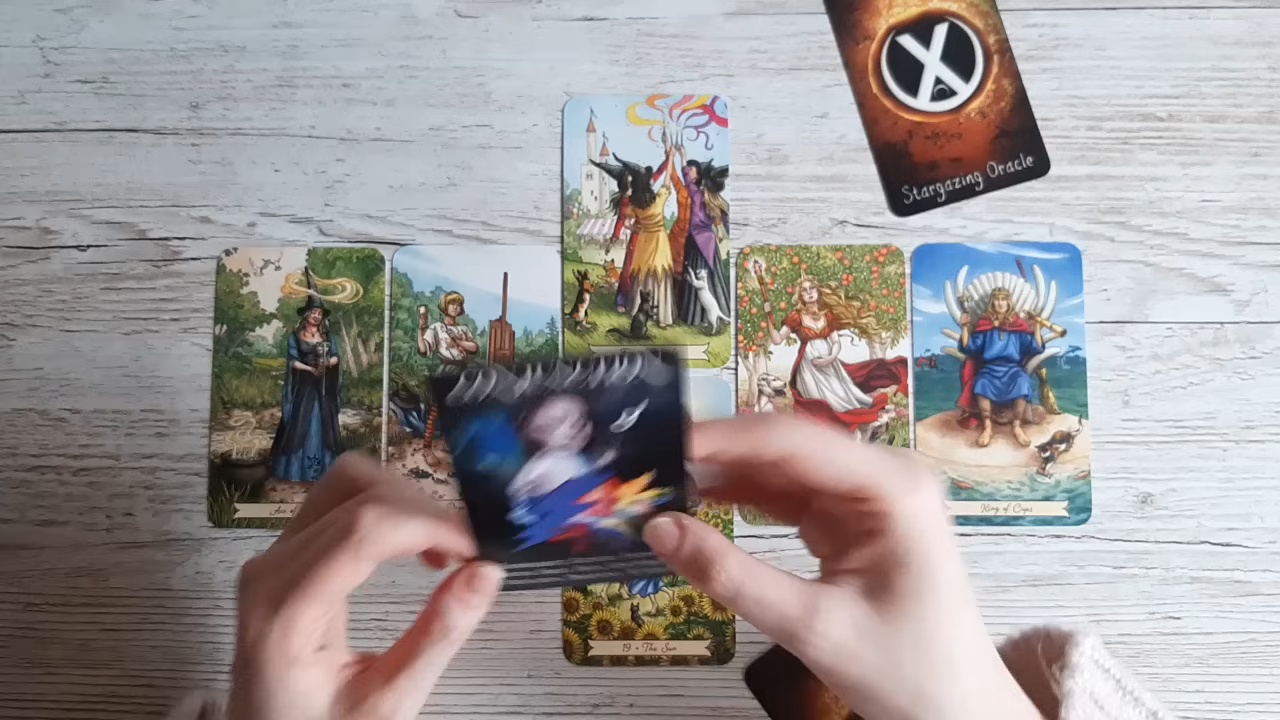 Stargazing Oracle
King of Cups
19 • The Sun